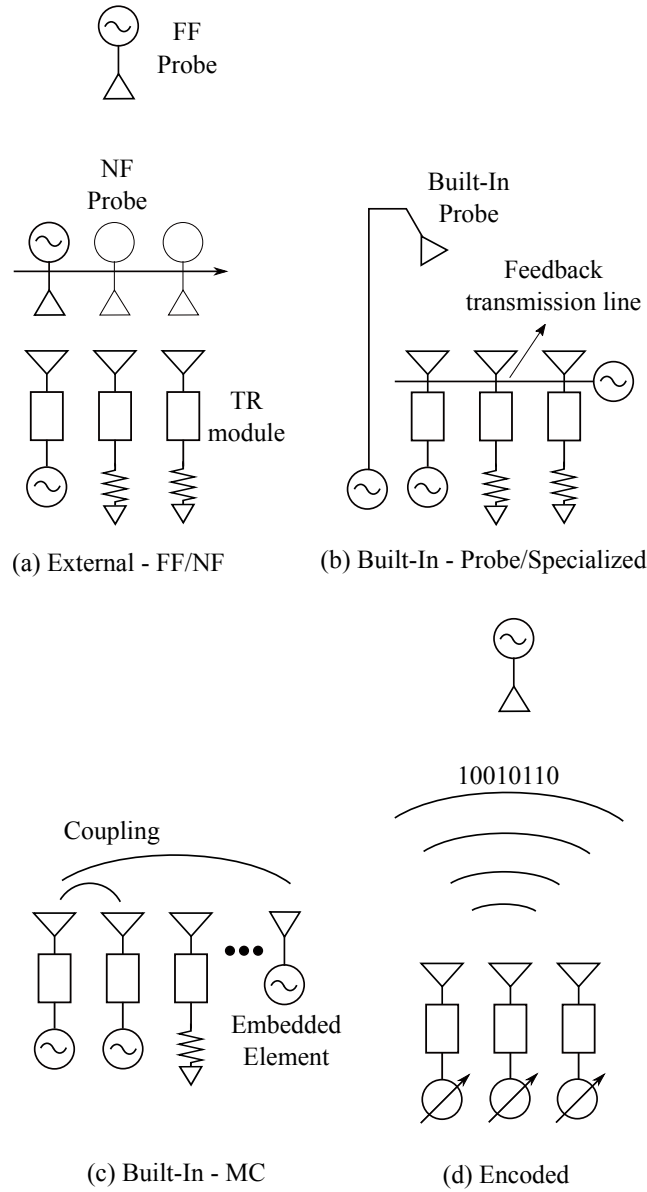 FF
Probe
NF
Probe
TR
module
(a) External - FF/NF
Built-In
Probe
Feedback
transmission line
(b) Built-In - Probe/Specialized
Coupling
Embedded
Element
(c) Built-In - MC
10010110
(d) Encoded